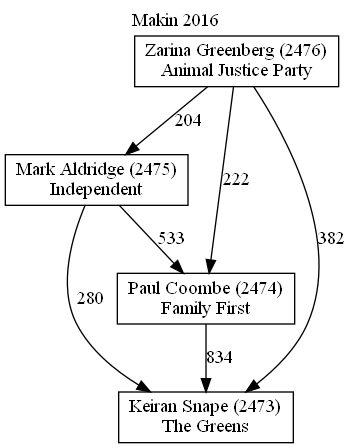 Makin 2016
Zarina Greenberg (2476)
Animal Justice Party
204
Mark Aldridge (2475)
Independent
222
533
382
Paul Coombe (2474)
Family First
280
834
Keiran Snape (2473)
The Greens